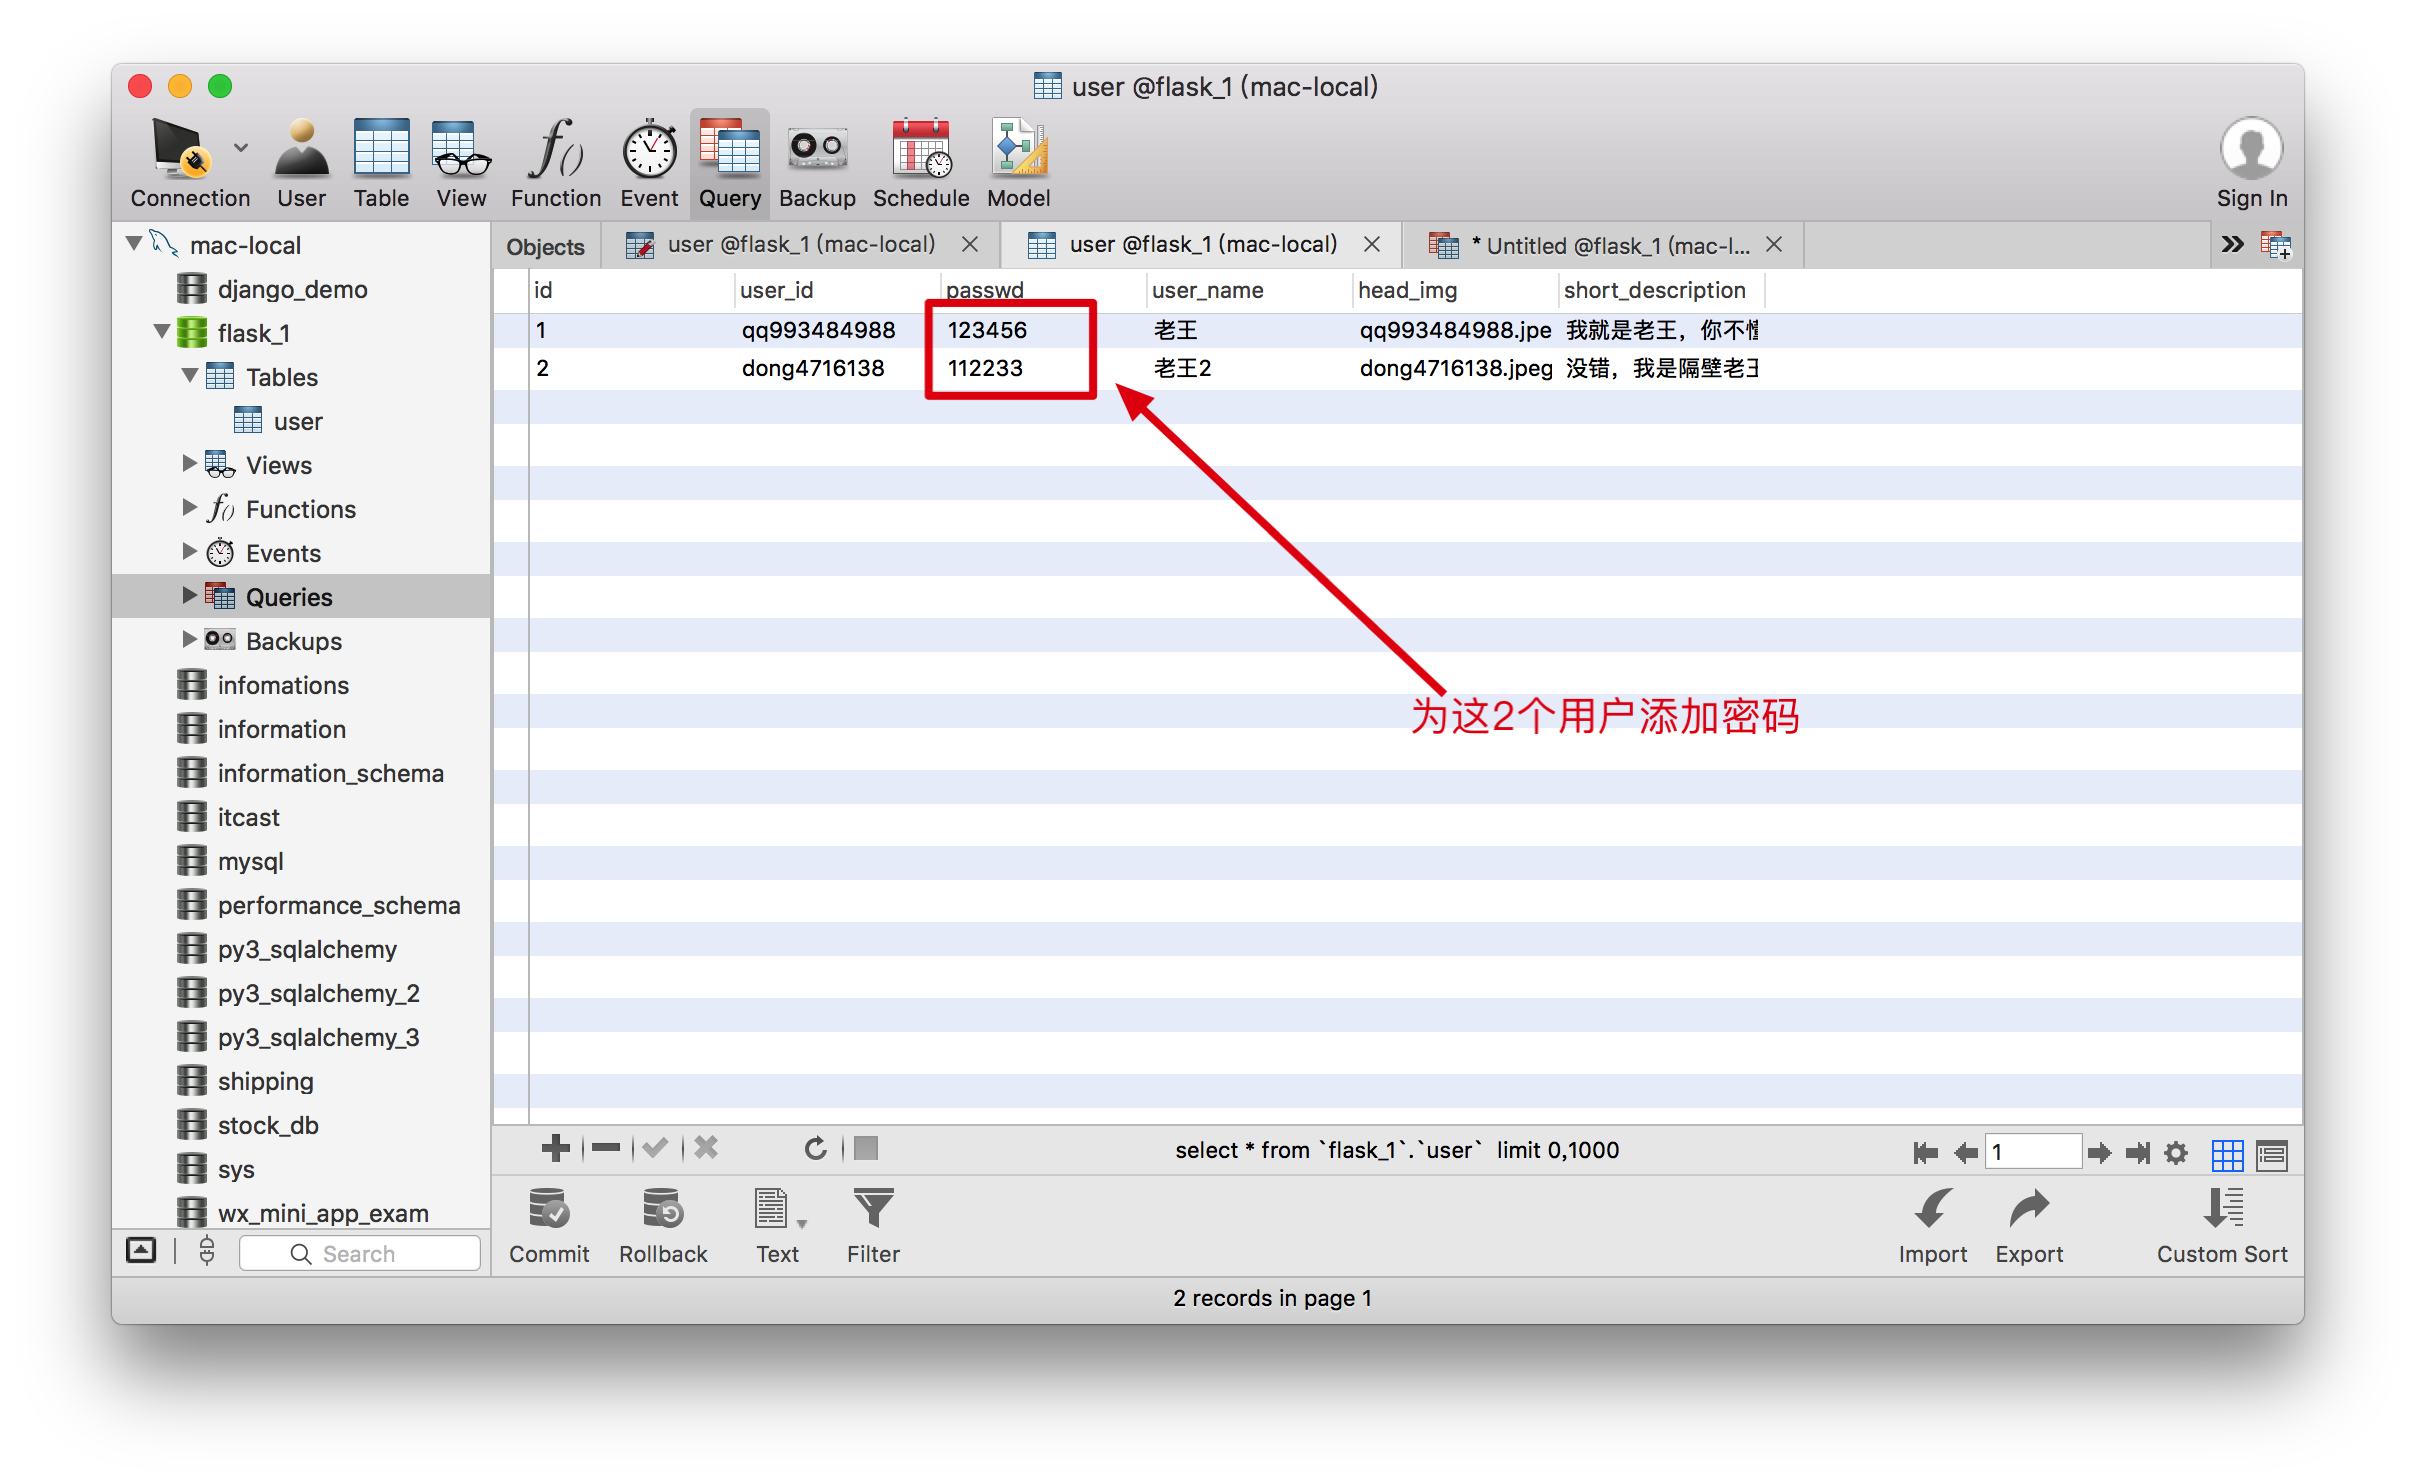 user @flask_1 (mac-local)
Connection User Table View Function Event Query Backup Schedule Model Sign In
mac-local
django_demo
flask_1
Tables
user
Views
Functions
Events
Queries
Backups
infomations
information
information_schema
itcast
mysql
performance_schema
py3_sqlalchemy
py3_sqlalchemy_2
py3_sqlalchemy_3
shipping
stock_db
sys
wx_mini_app_exam
Search
Objects user @flask_1 (mac-local) user @flask_1 (mac-local) * Untitled @flask_1 (mac-l...
id user_id passwd user_name head_img short_description
1 qq993484988 123456 老王 qq993484988.jpe 我就是老王，你不
2 dong4716138 112233 老王2 dong4716138.jpeg 没错，我是隔壁老王
为这2个用户添加密码
select * from `flask_1`.`user` limit 0,1000 1
Commit Rollback Text Filter Import Export Custom Sort
2 records in page 1